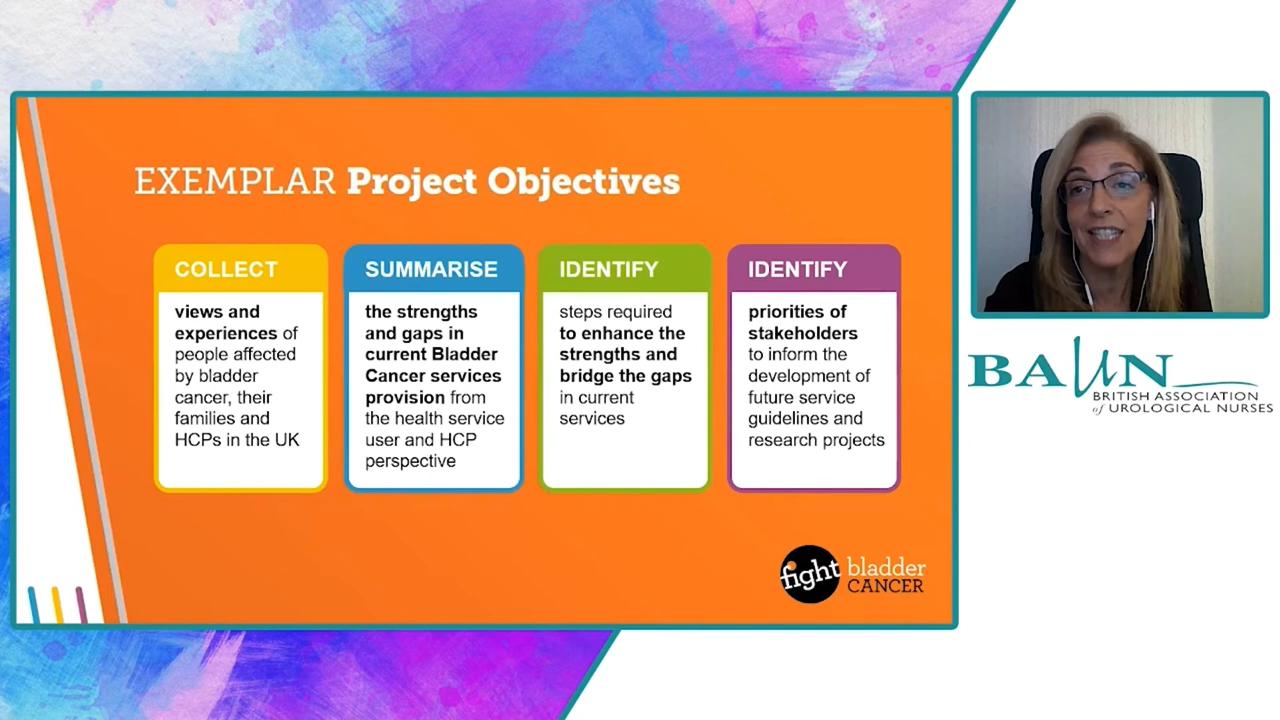 EXEMPLAR Project Objectives
COLLECT
views and
experiences of
people affected
by bladder
cancer, their
families and
HCPs in the UK
SUMMARISE
the strengths
and gaps in
current Bladder
Cancer services
provision from
the health service
user and HCP
perspective
IDENTIFY
steps required
to enhance the
strengths and
bridge the gaps
in current
services
IDENTIFY
priorities of
stakeholders
to inform the
development of
future service
guidelines and
research projects
fight bladder
CANCER
BAUN
BRITISH ASSOCIATION
of UROLOGICAL NURSES